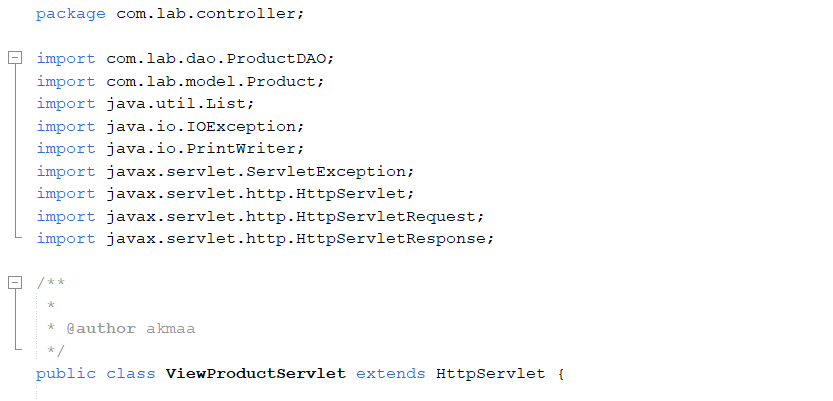 package com.lab.controller;
import com.lab.dao.ProductDAO;
import com.lab.model.Product;
import java.util.List;
import java.io.IOException;
import java.io.PrintWriter;
import javax.servlet.ServletException;
import javax.servlet.http.HttpServlet;
import javax.servlet.http.HttpServletRequest;
import javax.servlet.http.HttpServletResponse;
/**
*
* @author akmaa
*/
public class ViewProductServlet extends HttpServlet {